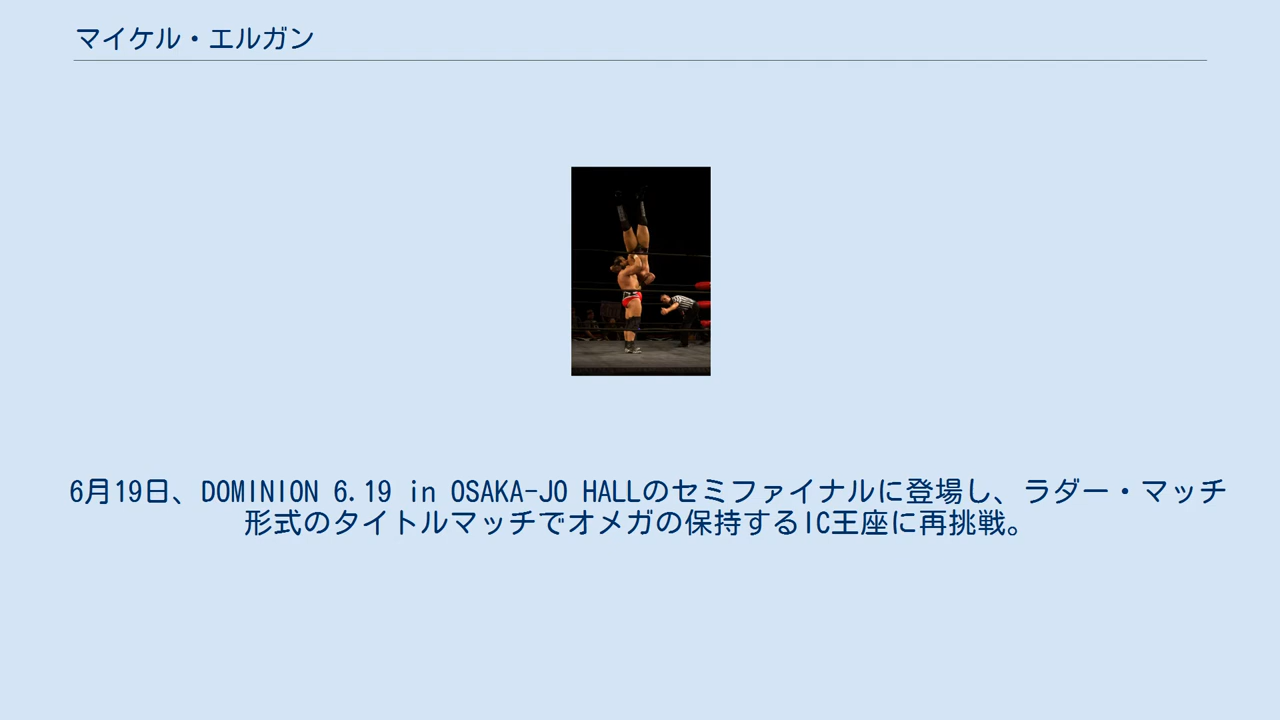 マイケル・エルガン
6月19日、DOMINION 6.19 in OSAKA-JO HALLのセミファイナルに登場し、ラダー・マッチ
形式のタイトルマッチでオメガの保持するIC王座に再挑戦。